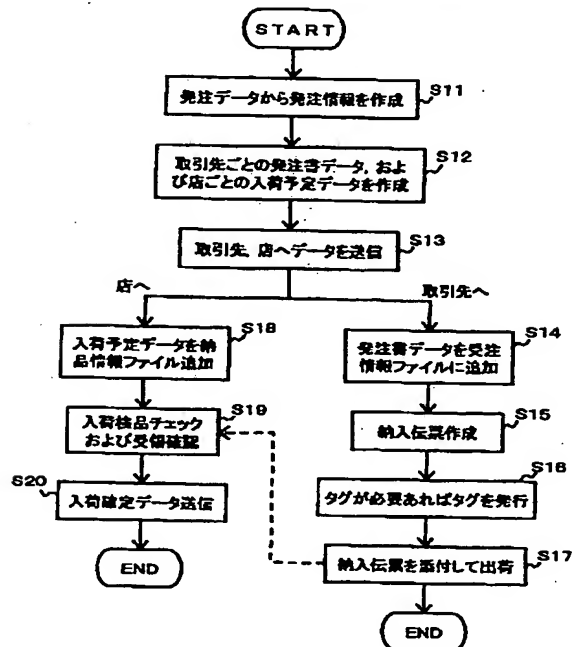 START
発注データから発注情報を作成
S11
取引先ごとの発注書データ，およ
び店ごとの入荷予定データを作成
S12
取引先，店へデータを送信
S13
店へ
取引先へ
入荷予定データを納
品情報ファイル追加
S18
入荷検品チェック
および受領確認
S19
入荷確定データ送信
S20
END
発注書データを受注
情報ファイルに追加
S14
納入伝票作成
S15
タグが必要あればタグを発行
S16
納入伝票を添付して出荷
S17
END